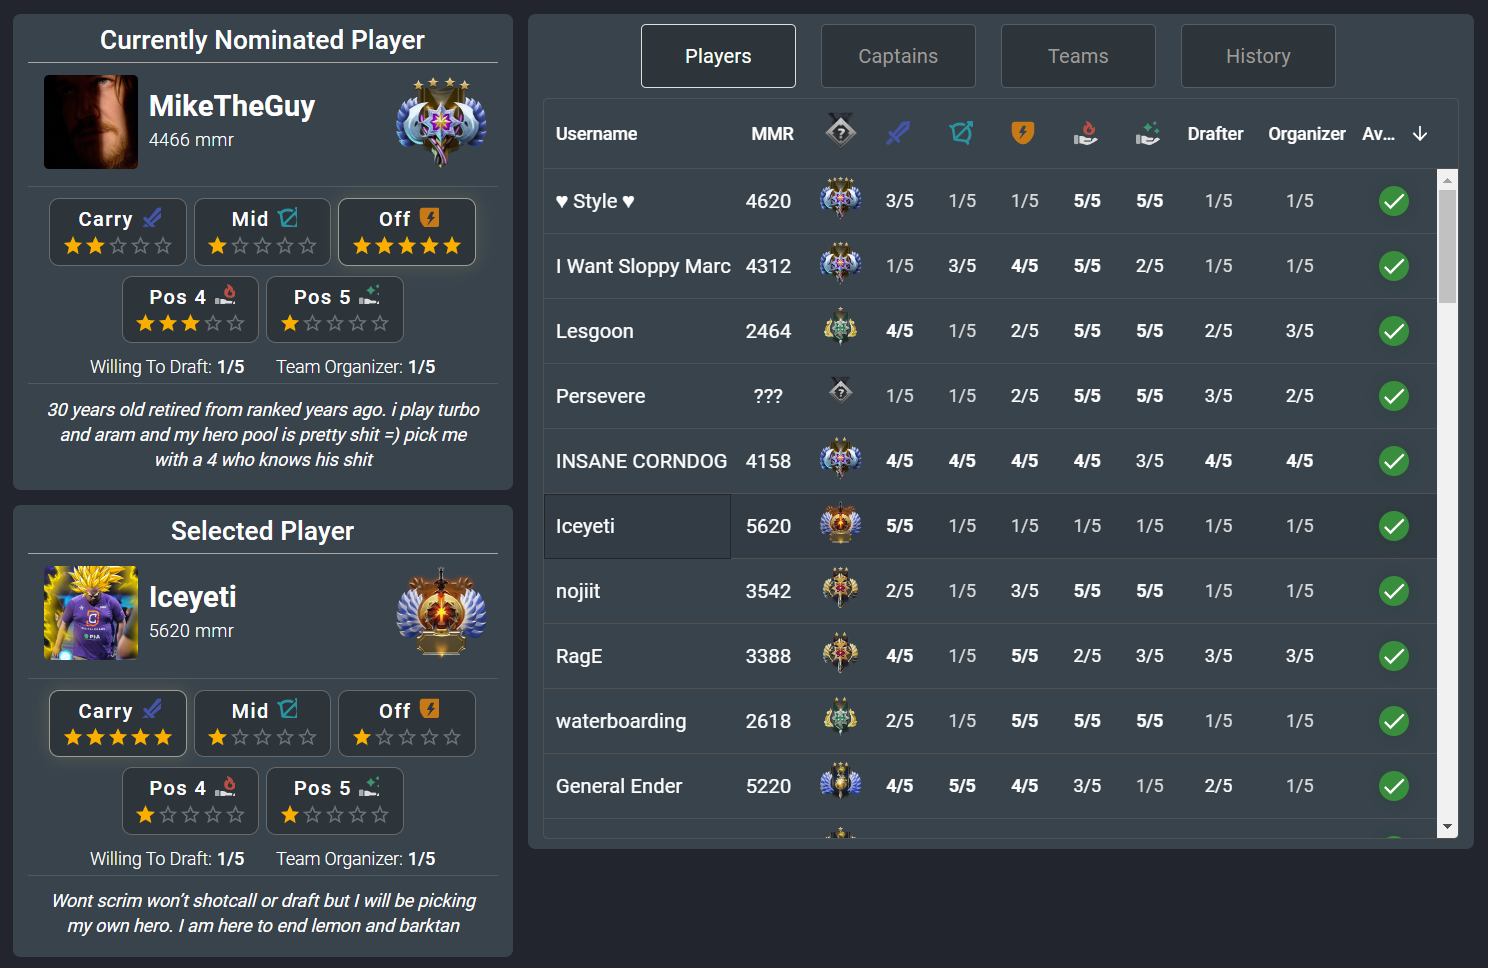 Currently Nominated Player
MikeTheGuy
4466 mmr
Carry
Mid
Off
Pos 4
Pos 5
Willing To Draft: 1/5 Team Organizer: 1/5
30 years old retired from ranked years ago. i play turbo
and aram and my hero pool is pretty shit =) pick me
with a 4 who knows his shit
Selected Player
Iceyeti
5620 mmr
Carry
Mid
Off
Pos 4
Pos 5
Willing To Draft: 1/5 Team Organizer: 1/5
Wont scrim won’t shotcall or draft but I will be picking
my own hero. I am here to end lemon and barktan
Players Captains Teams History
Username MMR Drafter Organizer Av...
♥ Style ♥ 4620 3/5 1/5 1/5 5/5 5/5 1/5 1/5
I Want Sloppy Marc 4312 1/5 3/5 4/5 5/5 2/5 1/5 1/5
Lesgoon 2464 4/5 1/5 2/5 5/5 5/5 2/5 3/5
Persevere ??? 1/5 1/5 2/5 5/5 5/5 3/5 2/5
INSANE CORNDOG 4158 4/5 4/5 4/5 4/5 3/5 4/5 4/5
Iceyeti 5620 5/5 1/5 1/5 1/5 1/5 1/5 1/5
nojiit 3542 2/5 1/5 3/5 5/5 5/5 1/5 1/5
RagE 3388 4/5 1/5 5/5 2/5 3/5 3/5 3/5
waterboarding 2618 2/5 1/5 5/5 5/5 5/5 1/5 1/5
General Ender 5220 4/5 5/5 4/5 3/5 1/5 2/5 1/5